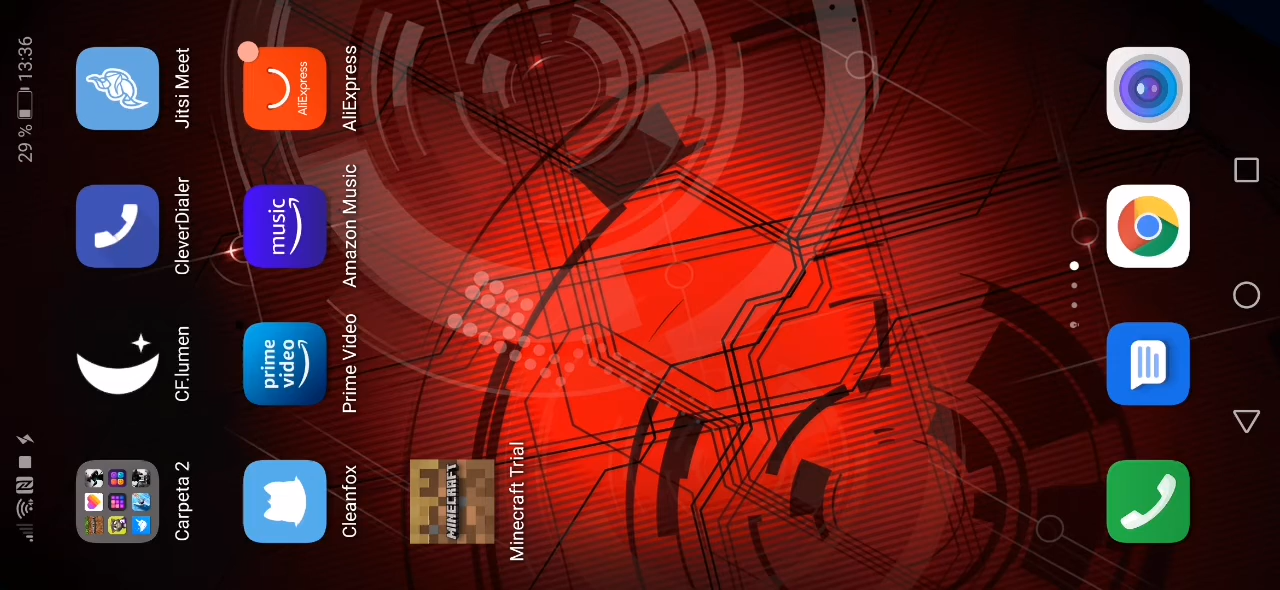 29 % 13:36
Carpeta 2
CF.lumen
CleverDialer
Jitsi Meet
Cleanfox
prime
video
Prime Video
music
Amazon Music
AliExpress
AliExpress
MINECRAFT
Minecraft Trial